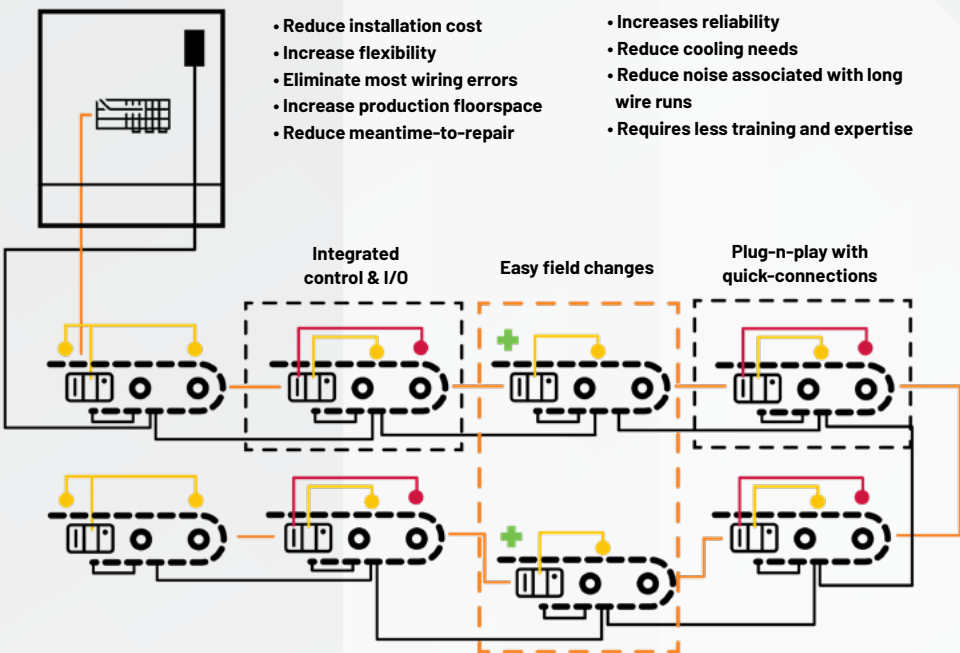 • Reduce installation cost
• Increase flexibility
• Eliminate most wiring errors
• Increase production floorspace
• Reduce meantime-to-repair
• Increases reliability
• Reduce cooling needs
• Reduce noise associated with long
wire runs
• Requires less training and expertise
Integrated
control & I/O
Easy field changes
Plug-n-play with
quick-connections